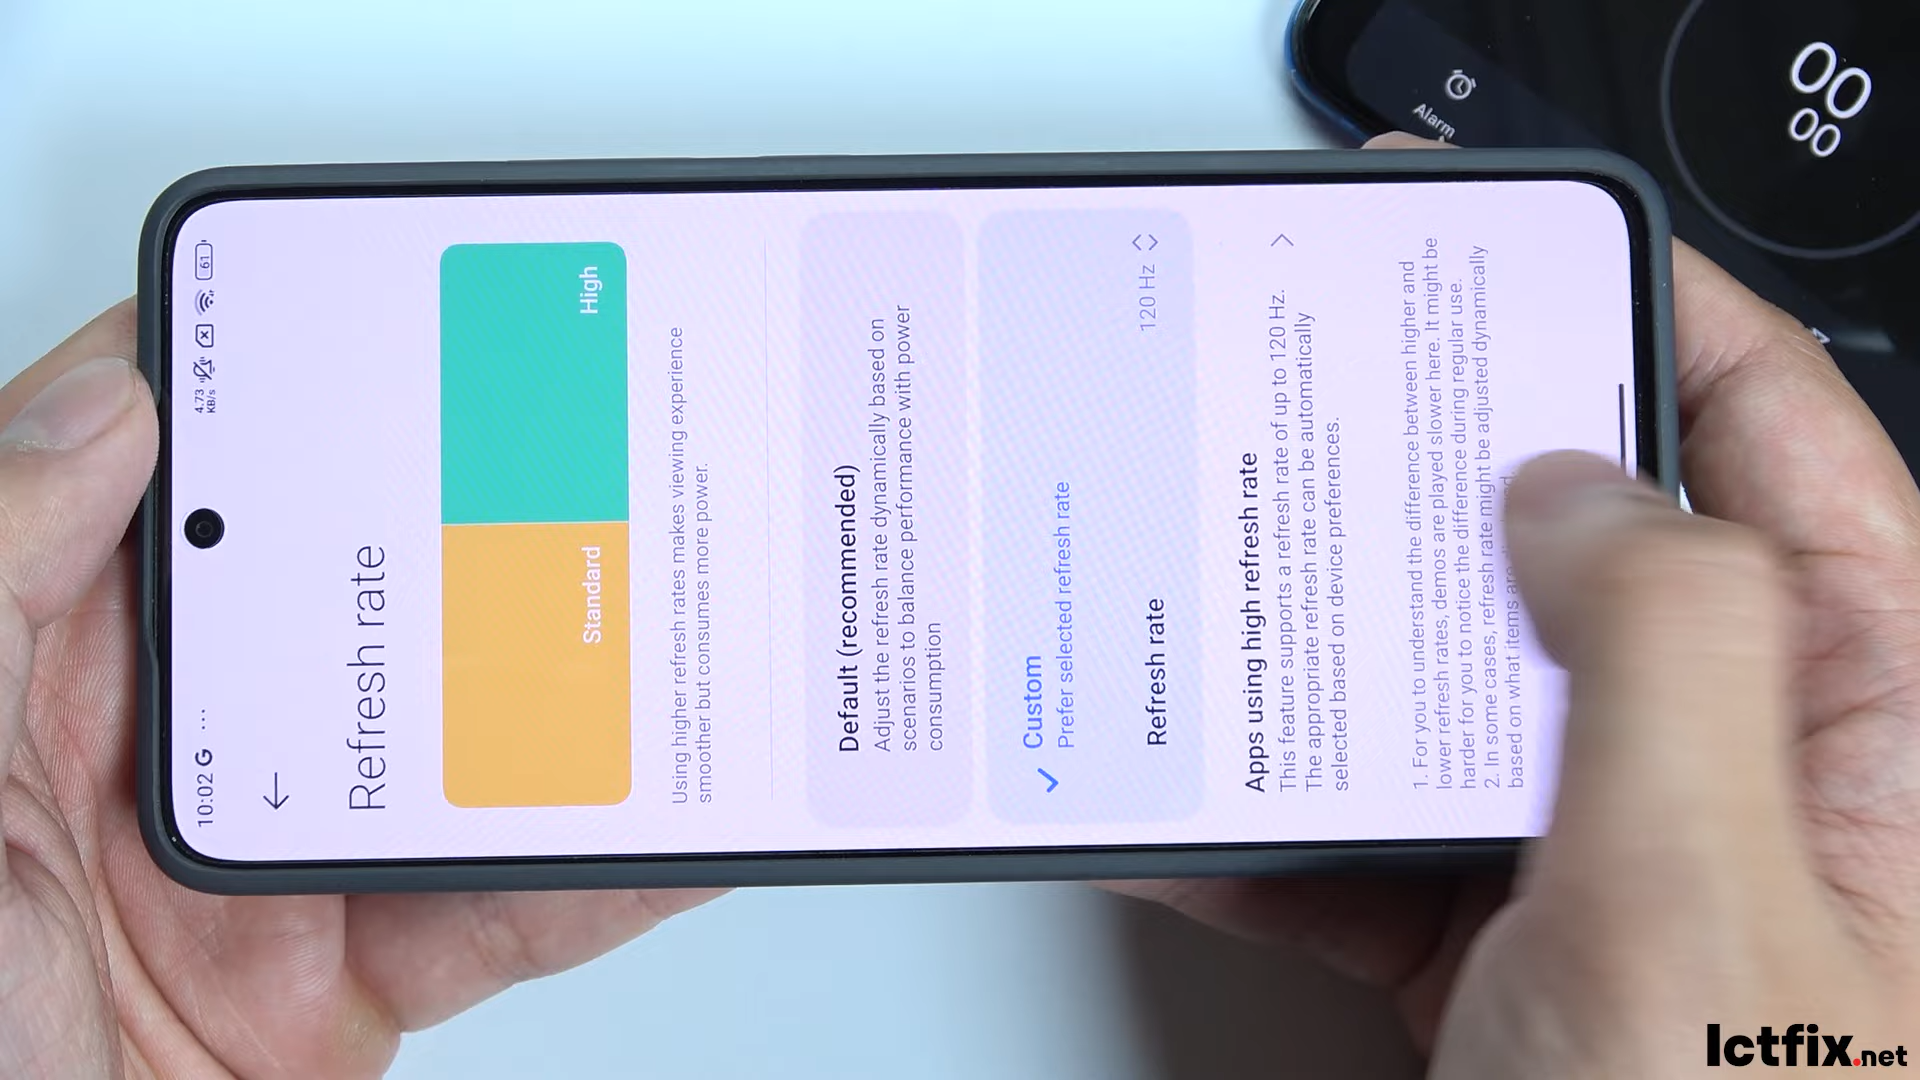 10:02 G ...
4.73
KB/s
61
Refresh rate
Standard
High
Using higher refresh rates makes viewing experience
smoother but consumes more power.
Default (recommended)
Adjust the refresh rate dynamically based on
scenarios to balance performance with power
consumption
Custom
Prefer selected refresh rate
Refresh rate
120 Hz
Apps using high refresh rate
This feature supports a refresh rate of up to 120 Hz.
The appropriate refresh rate can be automatically
selected based on device preferences.
1. For you to understand the difference between higher and
lower refresh rates, demos are played slower here. It might be
harder for you to notice the difference during regular use.
2. In some cases, refresh rate might be adjusted dynamically
based on what items are
Alarm
00
00
Ictfix.net